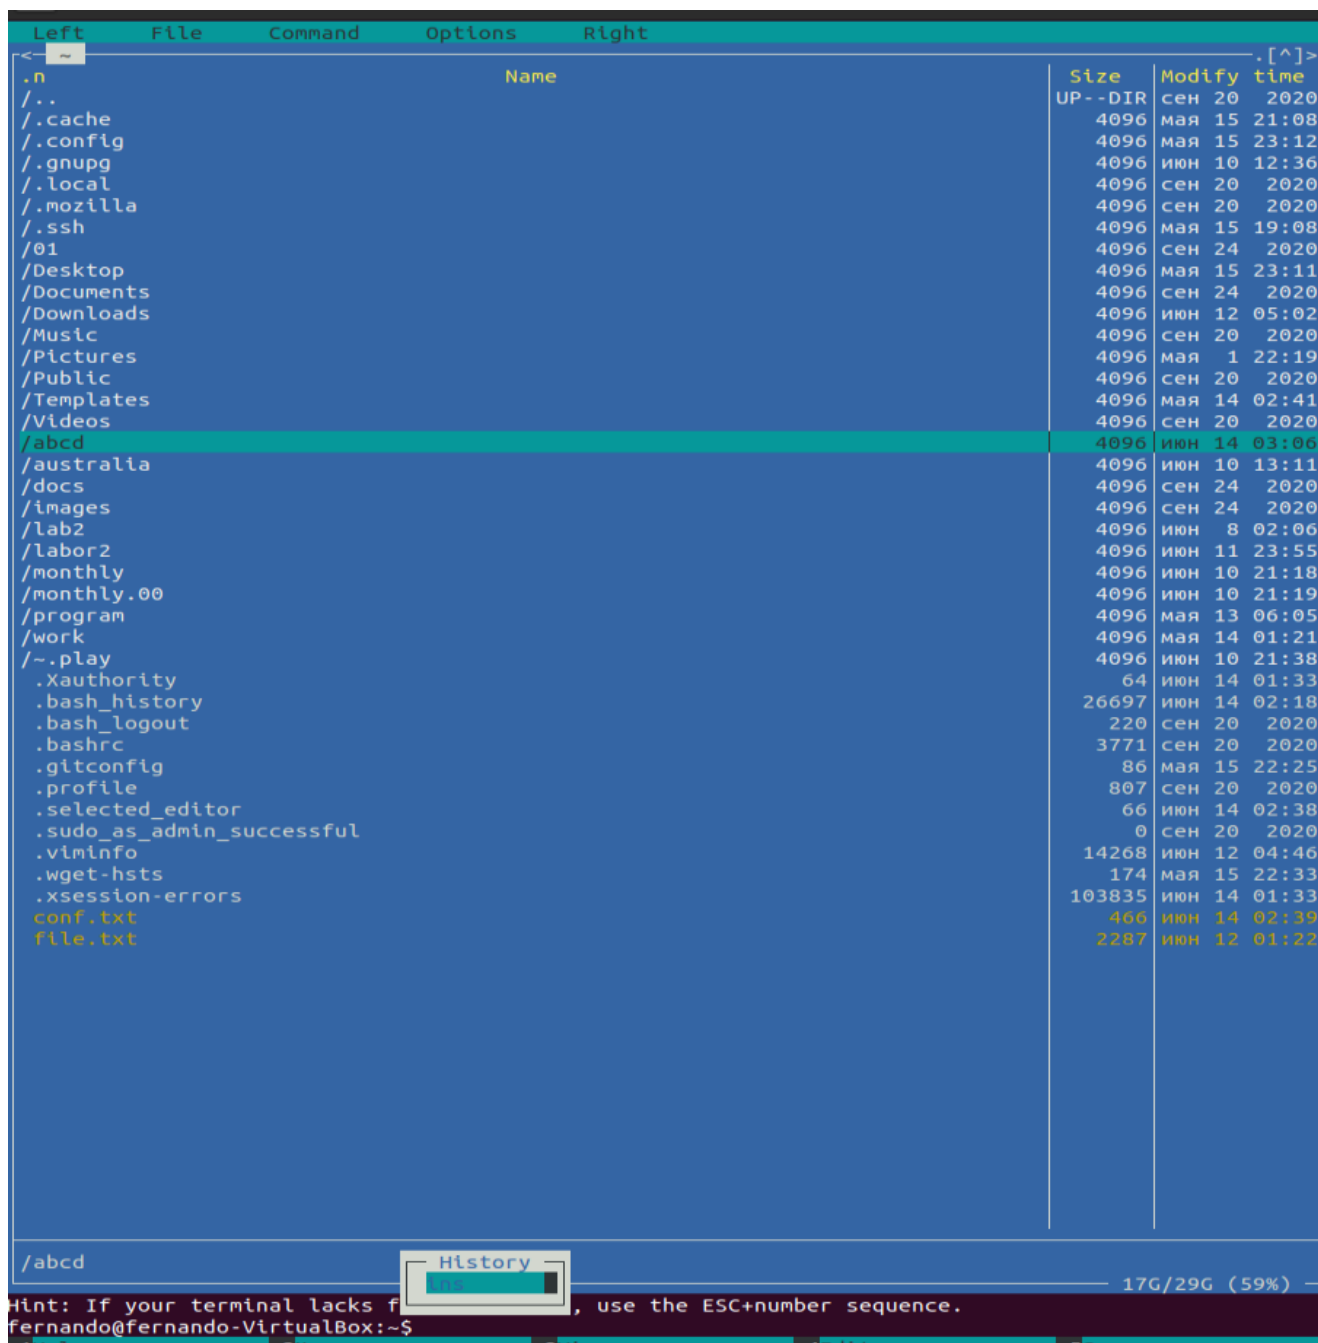 Left File Command Options Right
<- ~ .[^]>
.n Name Size Modify time
/.. UP--DIR сен 20 2020
/.cache 4096 мая 15 21:08
/.config 4096 мая 15 23:12
/.gnupg 4096 июн 10 12:36
/.local 4096 сен 20 2020
/.mozilla 4096 сен 20 2020
/.ssh 4096 мая 15 19:08
/01 4096 сен 24 2020
/Desktop 4096 мая 15 23:11
/Documents 4096 сен 24 2020
/Downloads 4096 июн 12 05:02
/Music 4096 сен 20 2020
/Pictures 4096 мая 1 22:19
/Public 4096 сен 20 2020
/Templates 4096 мая 14 02:41
/Videos 4096 сен 20 2020
/abcd 4096 июн 14 03:06
/australia 4096 июн 10 13:11
/docs 4096 сен 24 2020
/images 4096 сен 24 2020
/lab2 4096 июн 8 02:06
/labor2 4096 июн 11 23:55
/monthly 4096 июн 10 21:18
/monthly.00 4096 июн 10 21:19
/program 4096 мая 13 06:05
/work 4096 мая 14 01:21
/~.play 4096 июн 10 21:38
.Xauthority 64 июн 14 01:33
.bash_history 26697 июн 14 02:18
.bash_logout 220 сен 20 2020
.bashrc 3771 сен 20 2020
.gitconfig 86 мая 15 22:25
.profile 807 сен 20 2020
.selected_editor 66 июн 14 02:38
.sudo_as_admin_successful 0 сен 20 2020
.viminfo 14268 июн 12 04:46
.wget-hsts 174 мая 15 22:33
.xsession-errors 103835 июн 14 01:33
conf.txt 466 июн 14 02:39
file.txt 2287 июн 12 01:22
/abcd History
ins 17G/29G (59%)
Hint: If your terminal lacks f , use the ESC+number sequence.
fernando@fernando-VirtualBox:~$